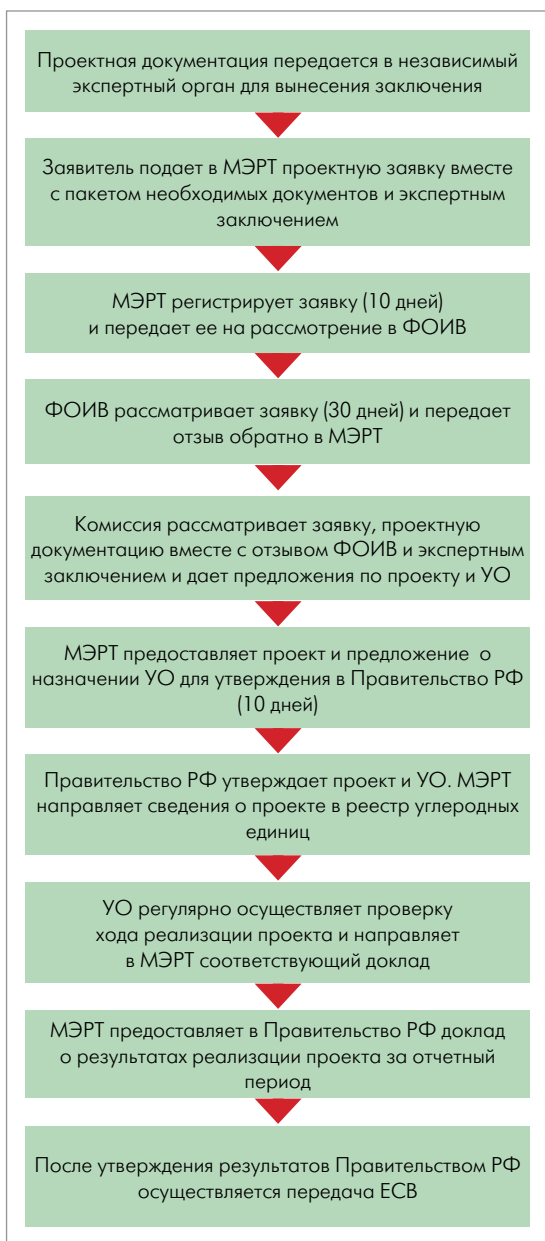 Проектная документация передается в независимый
экспертный орган для вынесения заключения
Заявитель подает в МЭРТ проектную заявку вместе
с пакетом необходимых документов и экспертным
заключением
МЭРТ регистрирует заявку (10 дней)
и передает ее на рассмотрение в ФОИВ
ФОИВ рассматривает заявку (30 дней) и передает
отзыв обратно в МЭРТ
Комиссия рассматривает заявку, проектную
документацию вместе с отзывом ФОИВ и экспертным
заключением и дает предложения по проекту и УО
МЭРТ предоставляет проект и предложение о
назначении УО для утверждения в Правительство РФ
(10 дней)
Правительство РФ утверждает проект и УО. МЭРТ
направляет сведения о проекте в реестр углеродных
единиц
УО регулярно осуществляет проверку
хода реализации проекта и направляет
в МЭРТ соответствующий доклад
МЭРТ предоставляет в Правительство РФ доклад
о результатах реализации проекта за отчетный
период
После утверждения результатов Правительством РФ
осуществляется передача ЕСВ